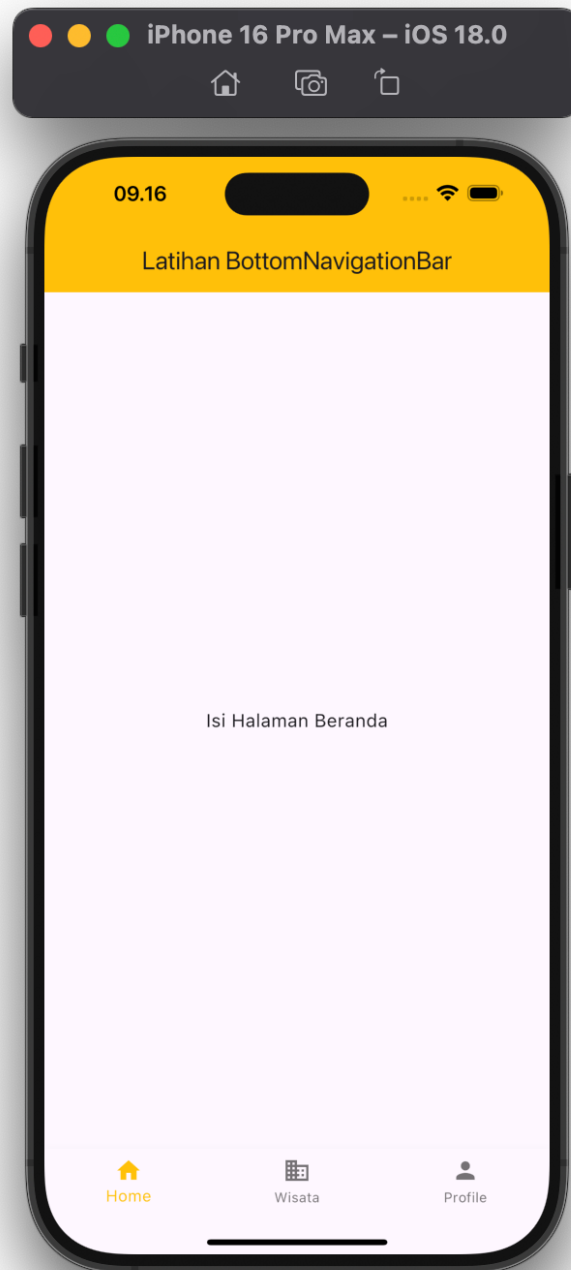 iPhone 16 Pro Max – iOS 18.0
09.16
Latihan BottomNavigationBar
Isi Halaman Beranda
Home Wisata Profile